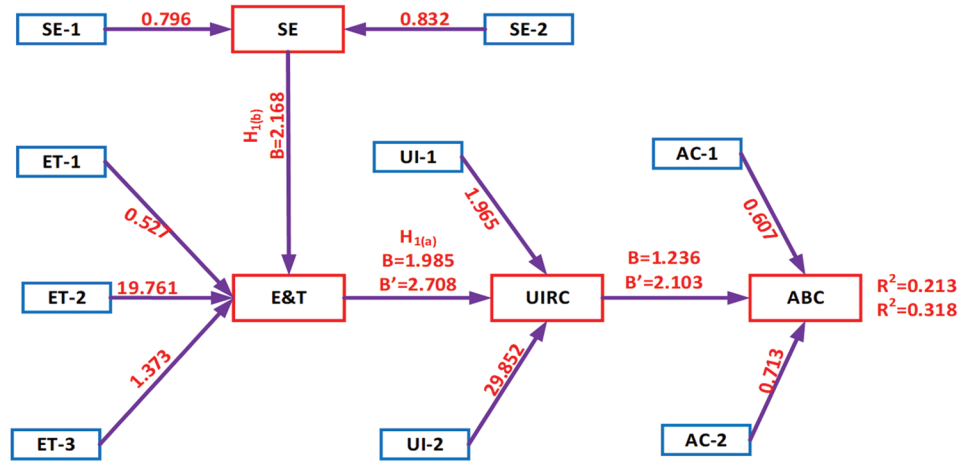 SE-1
0.796
SE
0.832
SE-2
H1(b)
B=2.168
ET-1
0.527
UI-1
1.965
AC-1
0.607
ET-2
19.761
E&T
H1(a)
B=1.985
B’=2.708
UIRC
B=1.236
B’=2.103
ABC
R²=0.213
R²=0.318
ET-3
1.373
UI-2
29.852
AC-2
0.713